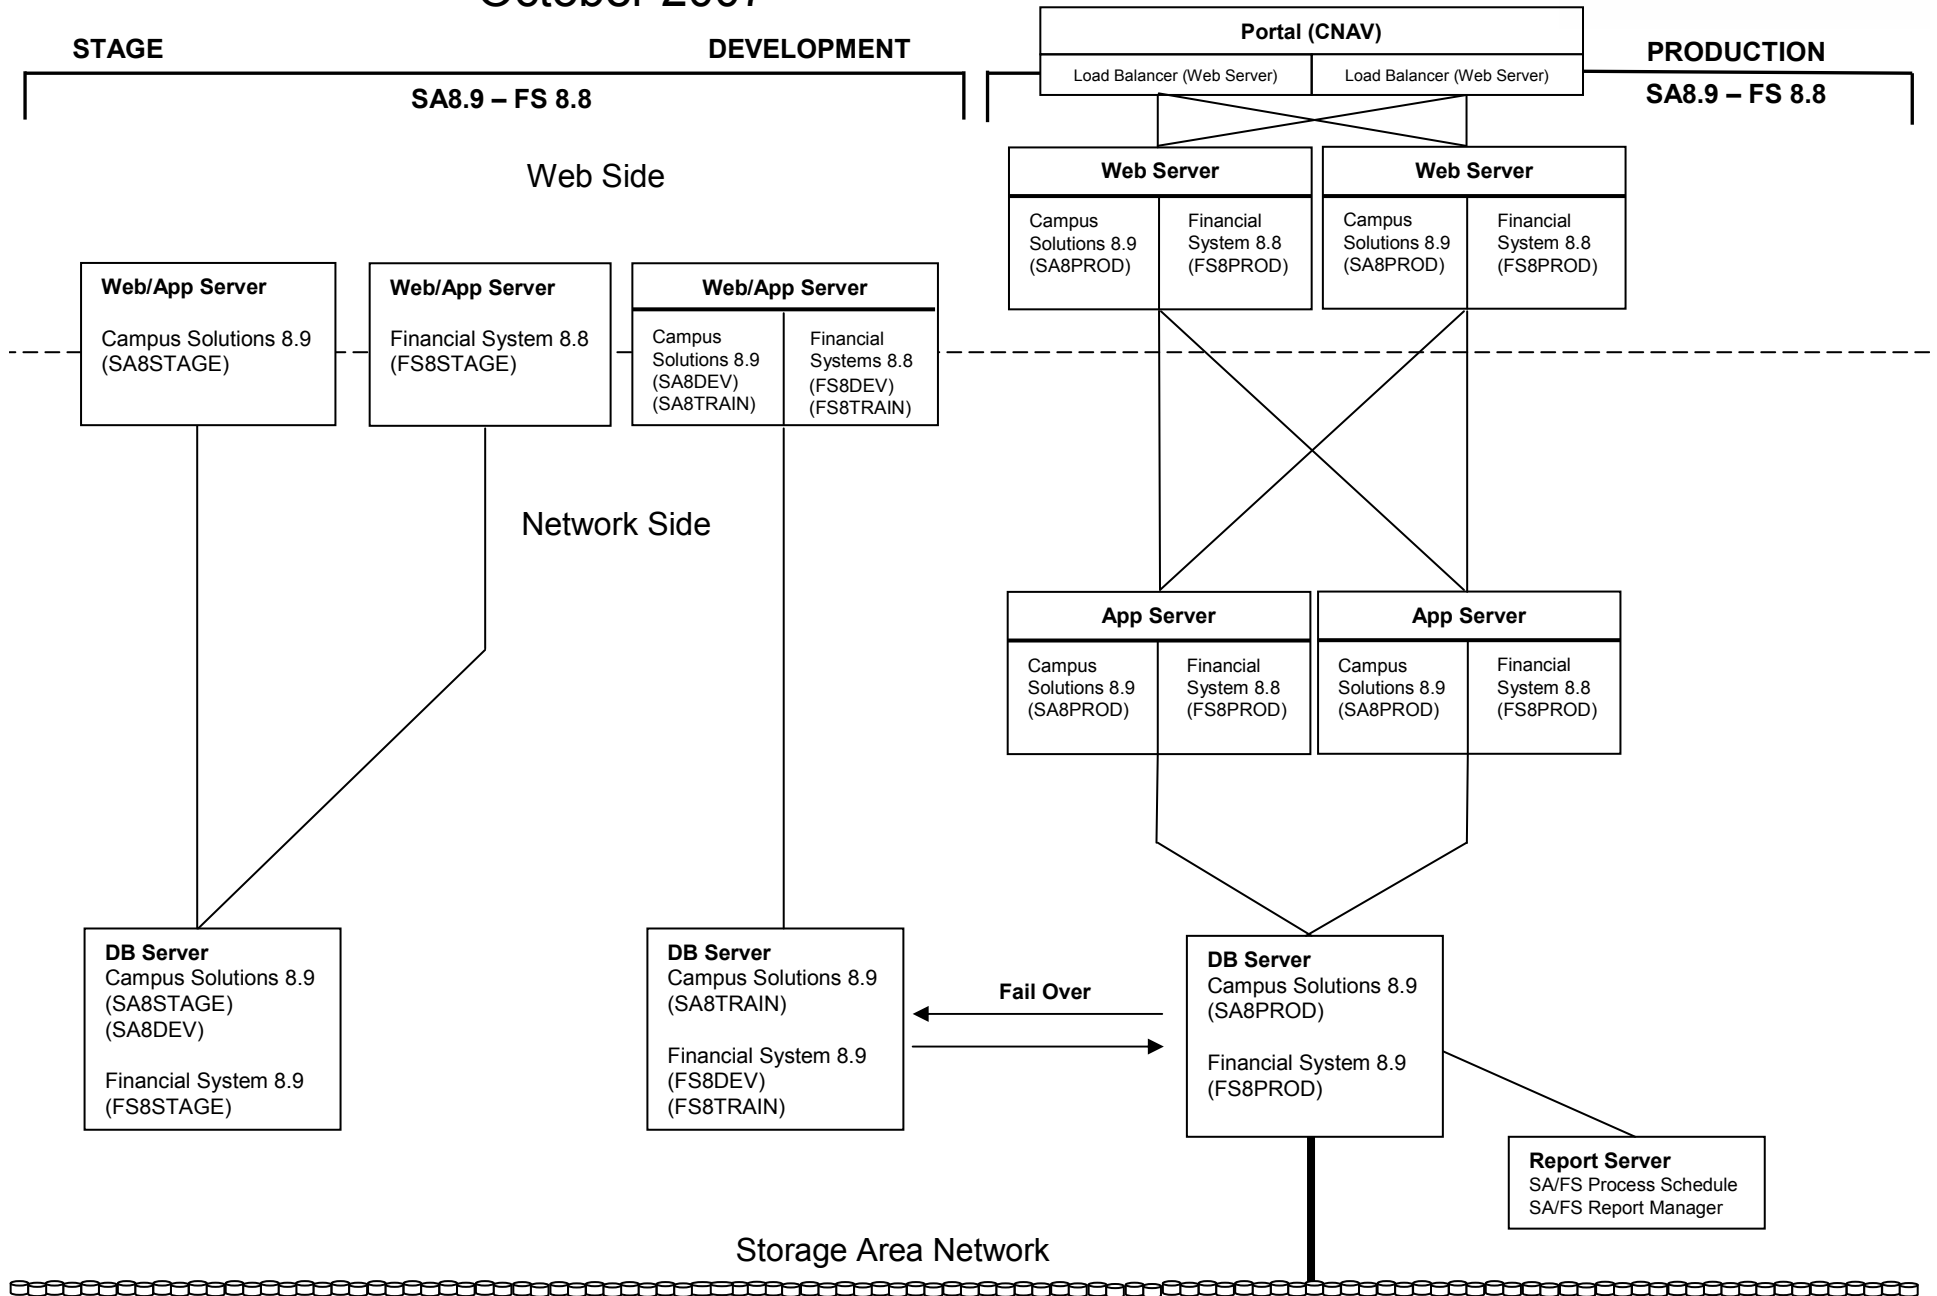 STAGE
DEVELOPMENT
SA8.9 – FS 8.8
Portal (CNAV)
Load Balancer (Web Server)
Load Balancer (Web Server)
PRODUCTION
SA8.9 – FS 8.8
Web Side
Web Server
Campus
Solutions 8.9
(SA8PROD)
Financial
System 8.8
(FS8PROD)
Web Server
Campus
Solutions 8.9
(SA8PROD)
Financial
System 8.8
(FS8PROD)
Web/App Server
Campus Solutions 8.9
(SA8STAGE)
Web/App Server
Financial System 8.8
(FS8STAGE)
Web/App Server
Campus
Solutions 8.9
(SA8DEV)
(SA8TRAIN)
Financial
Systems 8.8
(FS8DEV)
(FS8TRAIN)
Network Side
App Server
Campus
Solutions 8.9
(SA8PROD)
Financial
System 8.8
(FS8PROD)
App Server
Campus
Solutions 8.9
(SA8PROD)
Financial
System 8.8
(FS8PROD)
DB Server
Campus Solutions 8.9
(SA8STAGE)
(SA8DEV)
Financial System 8.9
(FS8STAGE)
DB Server
Campus Solutions 8.9
(SA8TRAIN)
Financial System 8.9
(FS8DEV)
(FS8TRAIN)
Fail Over
DB Server
Campus Solutions 8.9
(SA8PROD)
Financial System 8.9
(FS8PROD)
Report Server
SA/FS Process Schedule
SA/FS Report Manager
Storage Area Network